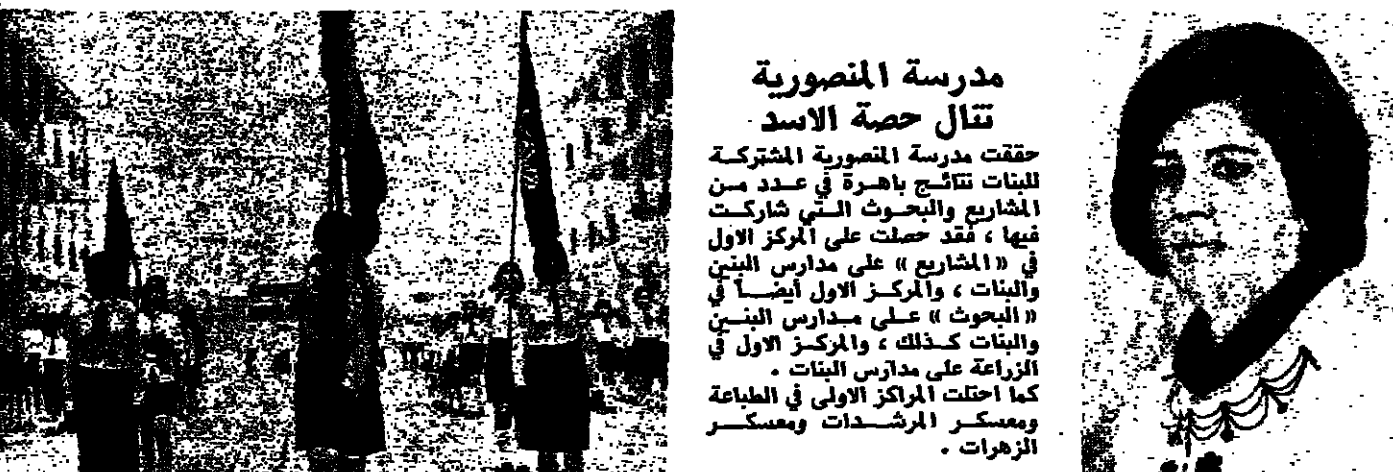 مدرسة المنصورية
تنال حصة الاسد
حققت مدرسة المنصورية المشتركة
للبنات نتائج باهرة في عدد من
المشاريع والبحوث التي شاركت
فيها ، فقد حصلت على المركز الاول
في « المشاريع » على مدارس البنين
والبنات ، والمركز الاول أيضاً في
« البحوث » على مدارس البنين
والبنات كذلك ، والمركز الاول في
الزراعة على مدارس البنات .
كما احتلت المراكز الاولى في الطباعة
ومعسكر المرشدات ومعسكر
الزهرات .